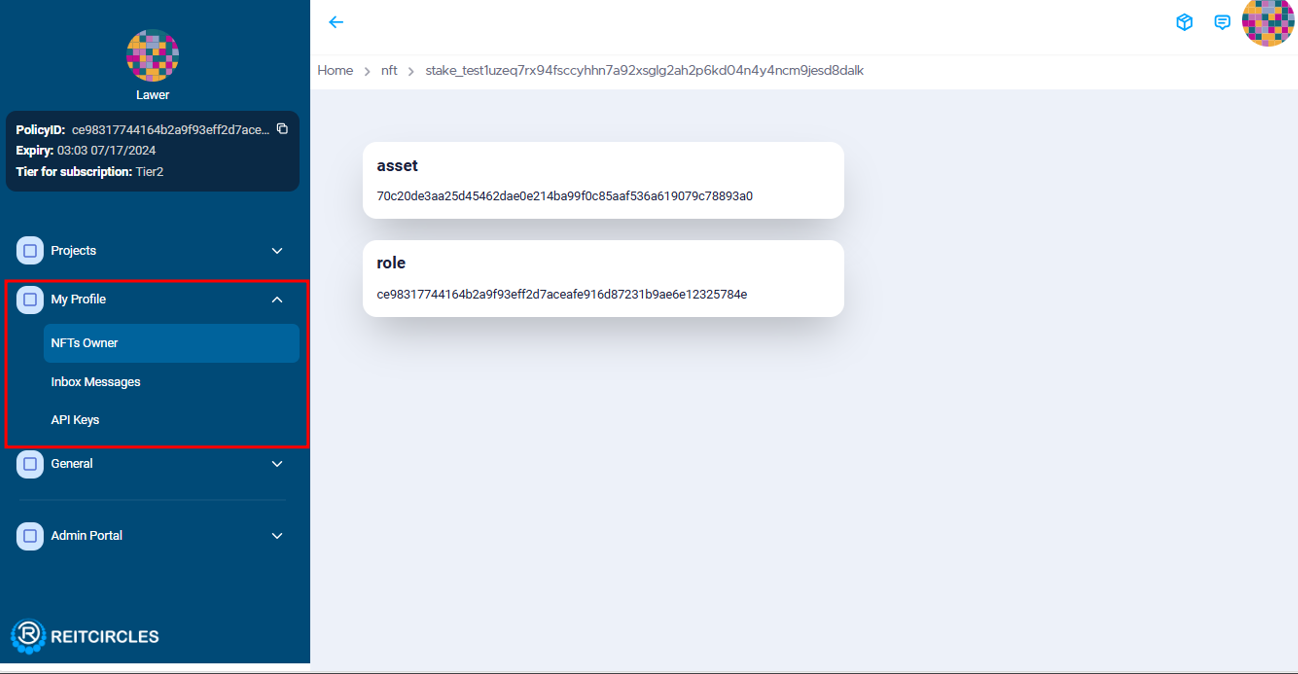 Lawer
PolicyID: ce98317744164b2a9f93eff2d7ace...
Expiry: 03:03 07/17/2024
Tier for subscription: Tier2
Projects
My Profile
NFTs Owner
Inbox Messages
API Keys
General
Admin Portal
REITCIRCLES
Home > nft > stake_test1uzeq7rx94fsccyhhn7a92xsglg2ah2p6kd04n4y4ncm9jesd8dalk
asset
70c20de3aa25d45462dae0e214ba99f0c85aaf536a619079c78893a0
role
ce98317744164b2a9f93eff2d7aceafe916d87231b9ae6e12325784e